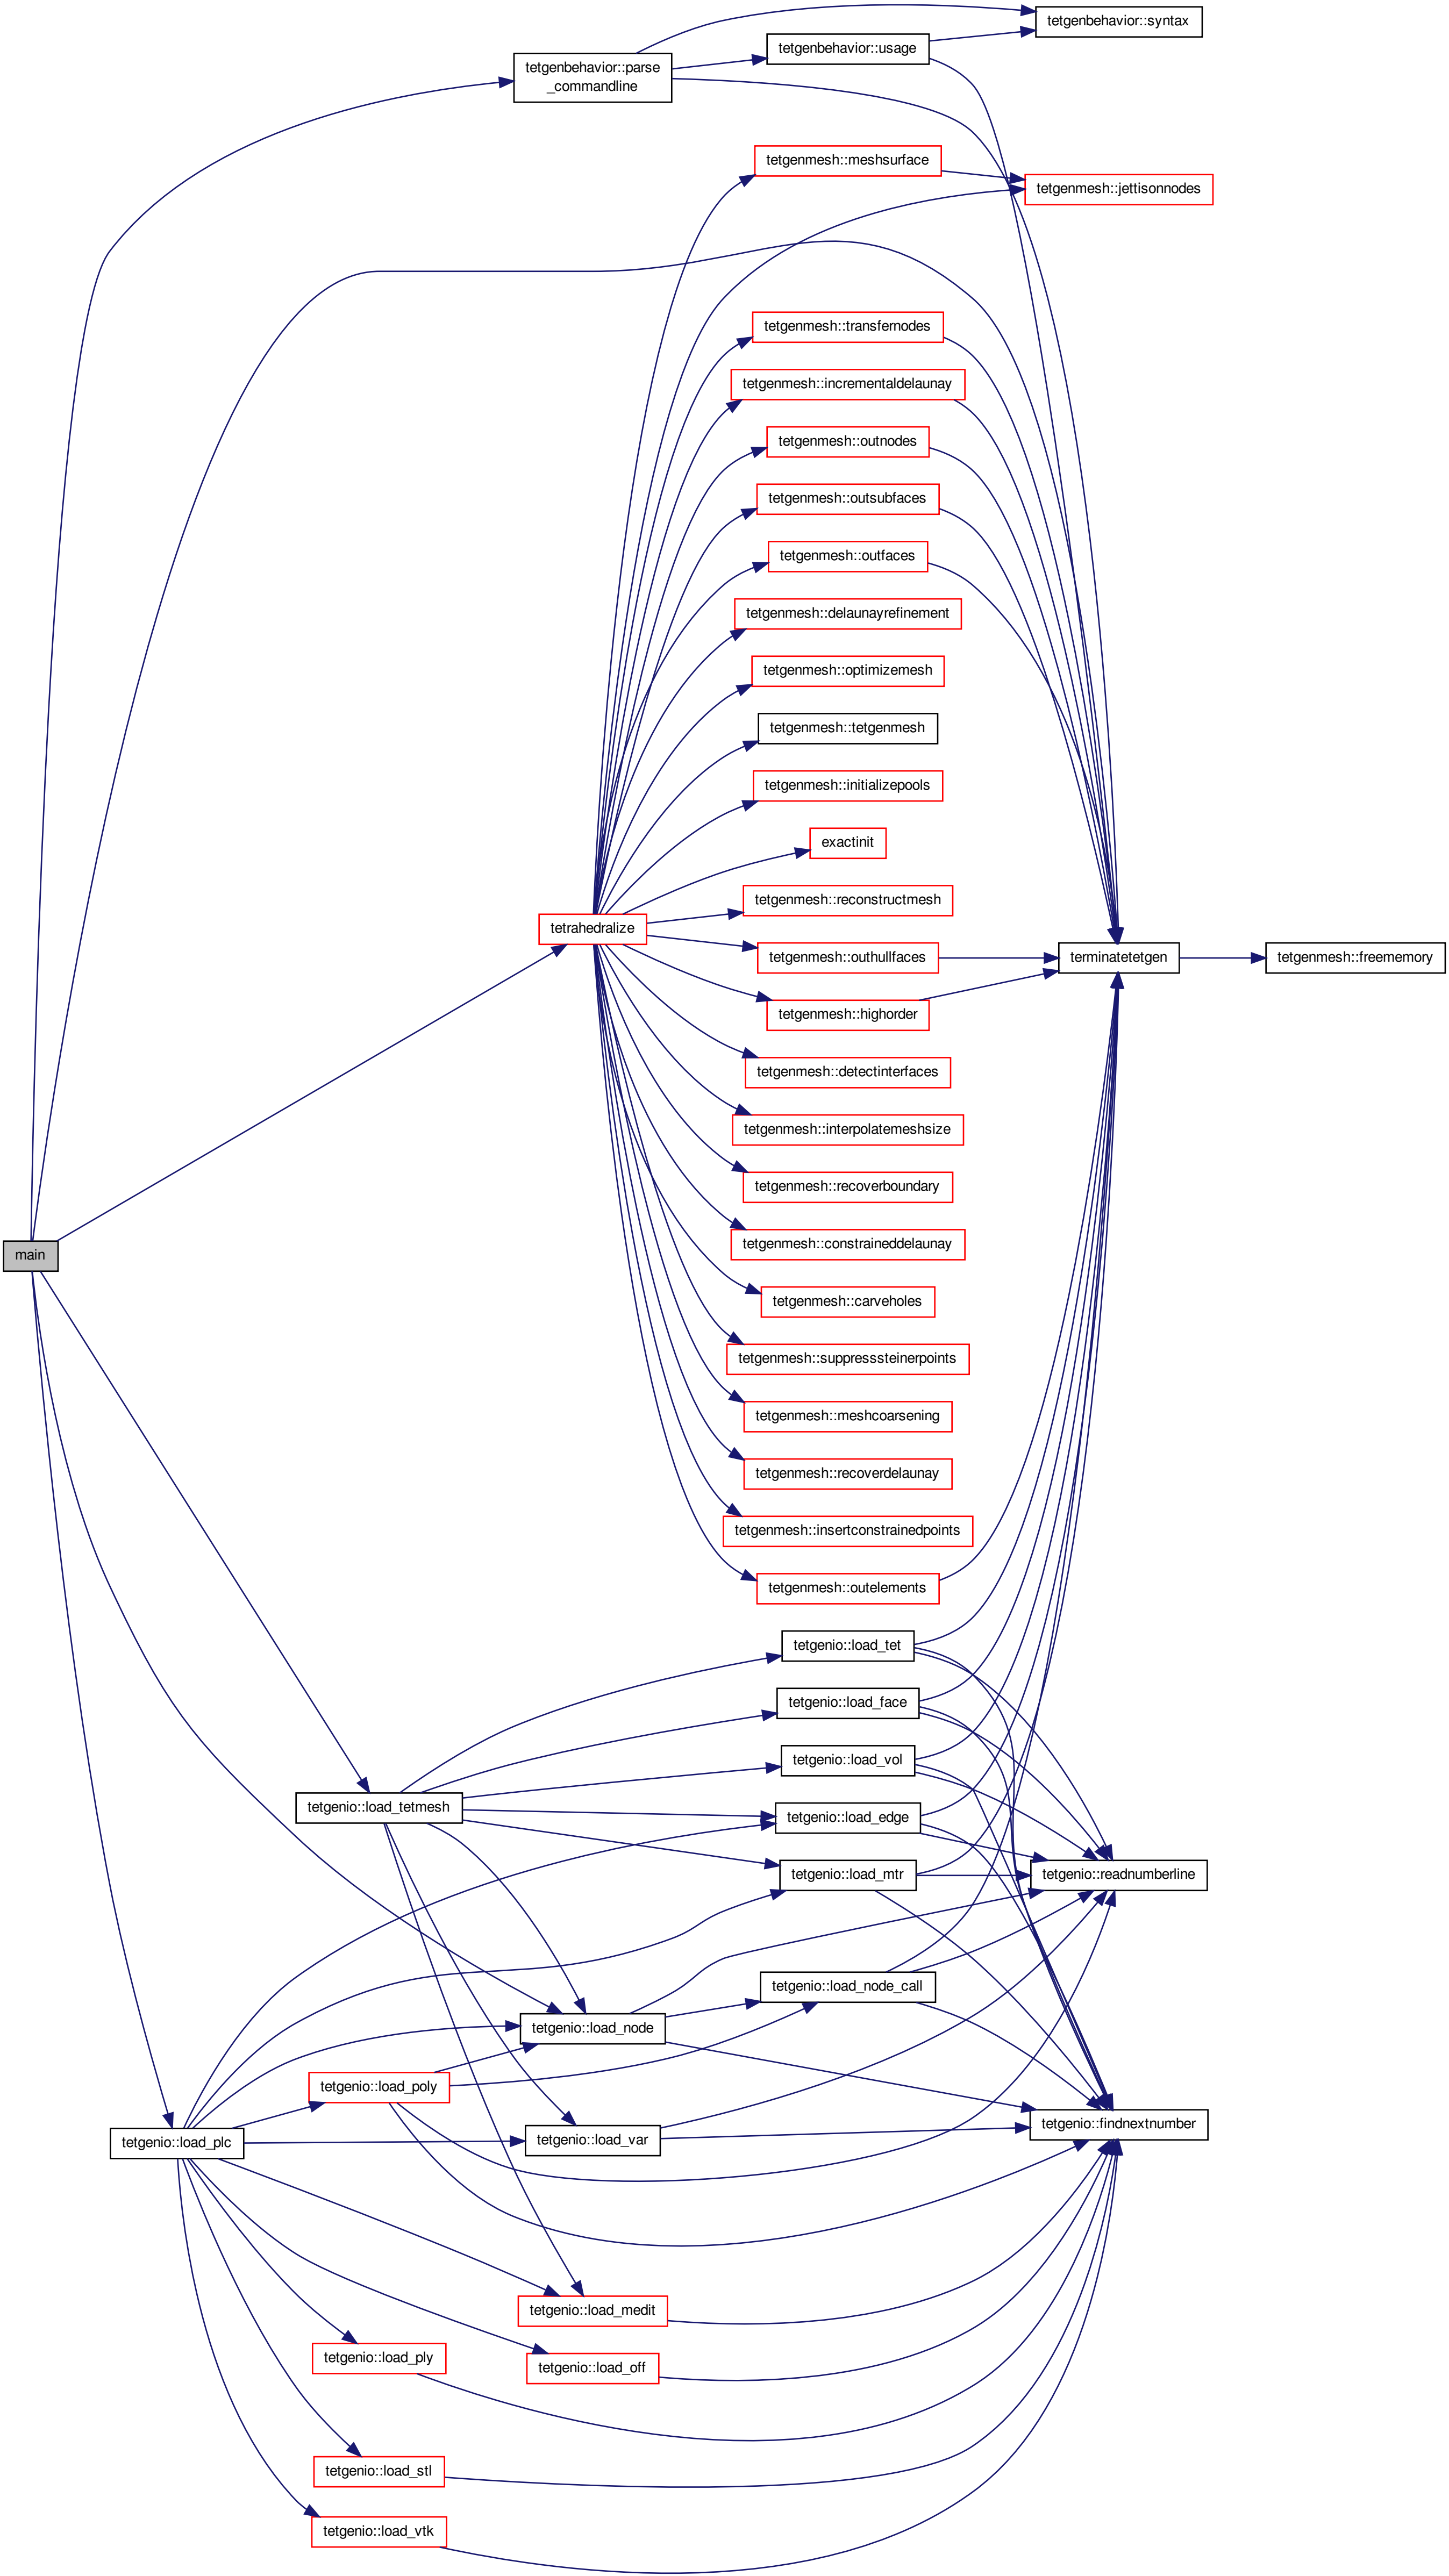 tetgenbehavior::syntax
tetgenbehavior::usage
tetgenbehavior::parse
_commandline
tetgenmesh::meshsurface
tetgenmesh::jettisonnodes
tetgenmesh::transfernodes
tetgenmesh::incrementaldelaunay
tetgenmesh::outnodes
tetgenmesh::outsubfaces
tetgenmesh::outfaces
tetgenmesh::delaunayrefinement
tetgenmesh::optimizemesh
tetgenmesh::tetgenmesh
tetgenmesh::initializepools
exactinit
tetgenmesh::reconstructmesh
tetrahedralize
tetgenmesh::outhullfaces
terminatetetgen
tetgenmesh::freememory
tetgenmesh::highorder
tetgenmesh::detectinterfaces
tetgenmesh::interpolatemeshsize
tetgenmesh::recoverboundary
tetgenmesh::constraineddelaunay
main
tetgenmesh::carveholes
tetgenmesh::suppresssteinerpoints
tetgenmesh::meshcoarsening
tetgenmesh::recoverdelaunay
tetgenmesh::insertconstrainedpoints
tetgenmesh::outelements
tetgenio::load_tet
tetgenio::load_face
tetgenio::load_vol
tetgenio::load_tetmesh
tetgenio::load_edge
tetgenio::load_mtr
tetgenio::readnumberline
tetgenio::load_node_call
tetgenio::load_node
tetgenio::load_poly
tetgenio::findnextnumber
tetgenio::load_plc
tetgenio::load_var
tetgenio::load_medit
tetgenio::load_ply
tetgenio::load_off
tetgenio::load_stl
tetgenio::load_vtk